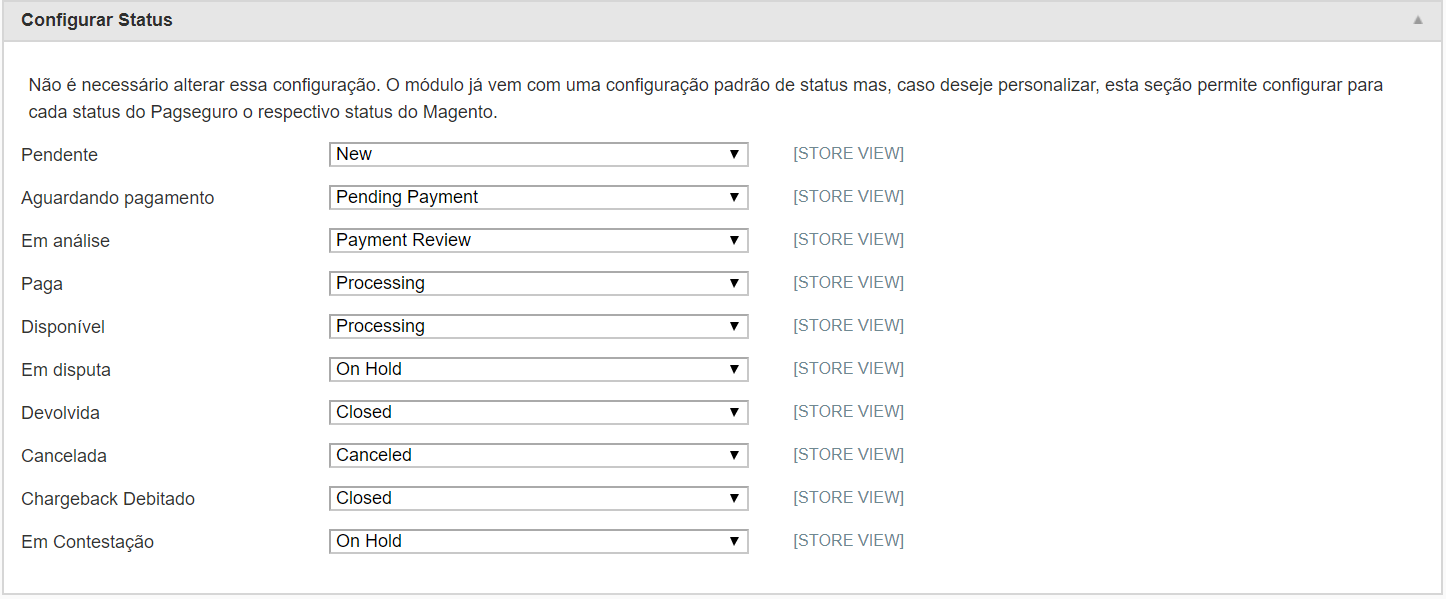 Configurar Status
Não é necessário alterar essa configuração. O módulo já vem com uma configuração padrão de status mas, caso deseje personalizar, esta seção permite configurar para
cada status do Pagseguro o respectivo status do Magento.
Pendente New [STORE VIEW]
Aguardando pagamento Pending Payment [STORE VIEW]
Em análise Payment Review [STORE VIEW]
Paga Processing [STORE VIEW]
Disponível Processing [STORE VIEW]
Em disputa On Hold [STORE VIEW]
Devolvida Closed [STORE VIEW]
Cancelada Canceled [STORE VIEW]
Chargeback Debitado Closed [STORE VIEW]
Em Contestação On Hold [STORE VIEW]